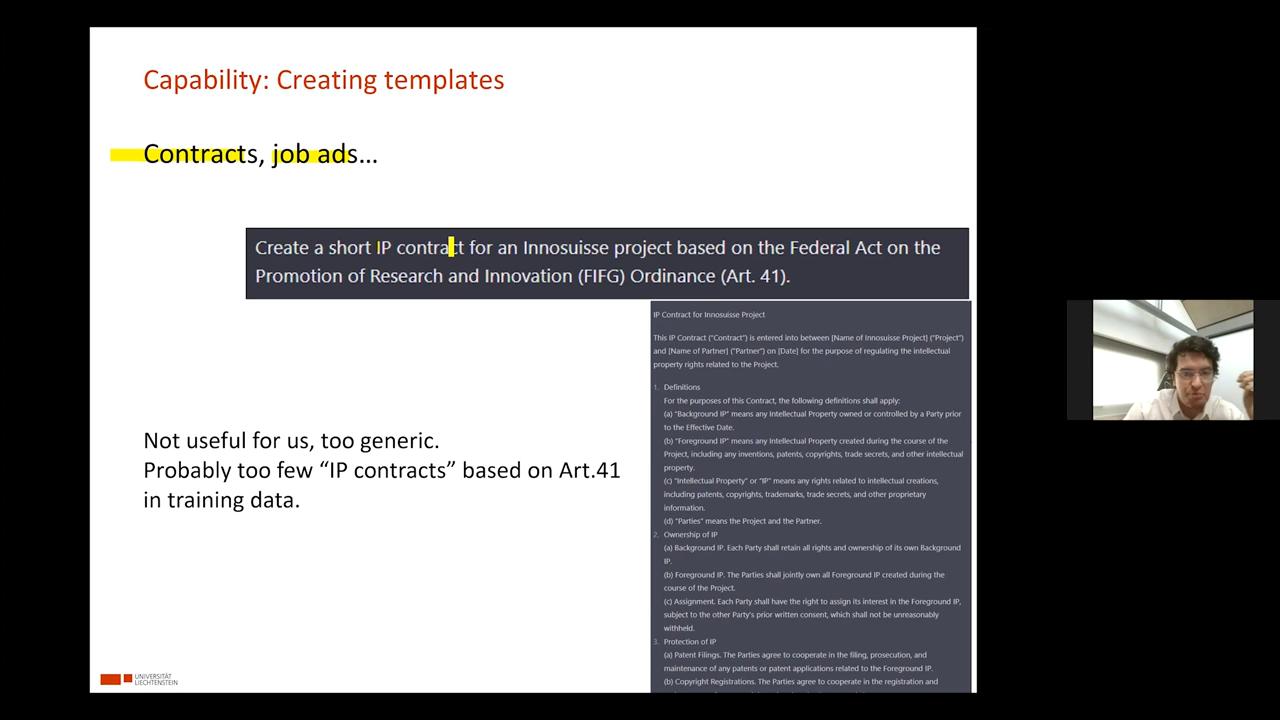 Capability: Creating templates
Contracts, job ads...
Create a short IP contract for an Innosuisse project based on the Federal Act on the
Promotion of Research and Innovation (FIFG) Ordinance (Art. 41).
IP Contract for Innosuisse Project
This IP Contract ("Contract") is entered into between [Name of Innosuisse Project] ("Project")
and [Name of Partner] ("Partner") on [Date] for the purpose of regulating the intellectual
property rights related to the Project.
1. Definitions
For the purposes of this Contract, the following definitions shall apply:
(a) "Background IP" means any Intellectual Property owned or controlled by a Party prior
to the Effective Date.
(b) "Foreground IP" means any Intellectual Property created during the course of the
Project, including any inventions, patents, copyrights, trade secrets, and other intellectual
property.
(c) "Intellectual Property" or "IP" means any rights related to intellectual creations,
including patents, copyrights, trademarks, trade secrets, and other proprietary
information.
(d) "Parties" means the Project and the Partner.
2. Ownership of IP
(a) Background IP. Each Party shall retain all rights and ownership of its own Background
IP.
(b) Foreground IP. The Parties shall jointly own all Foreground IP created during the
course of the Project.
(c) Assignment. Each Party shall have the right to assign its interest in the Foreground IP,
subject to the other Party's prior written consent, which shall not be unreasonably
withheld.
3. Protection of IP
(a) Patent Filings. The Parties agree to cooperate in the filing, prosecution, and
maintenance of any patents or patent applications related to the Foreground IP.
(b) Copyright Registrations. The Parties agree to cooperate in the registration and
Not useful for us, too generic.
Probably too few “IP contracts” based on Art.41
in training data.
UNIVERSITÄT
LIECHTENSTEIN